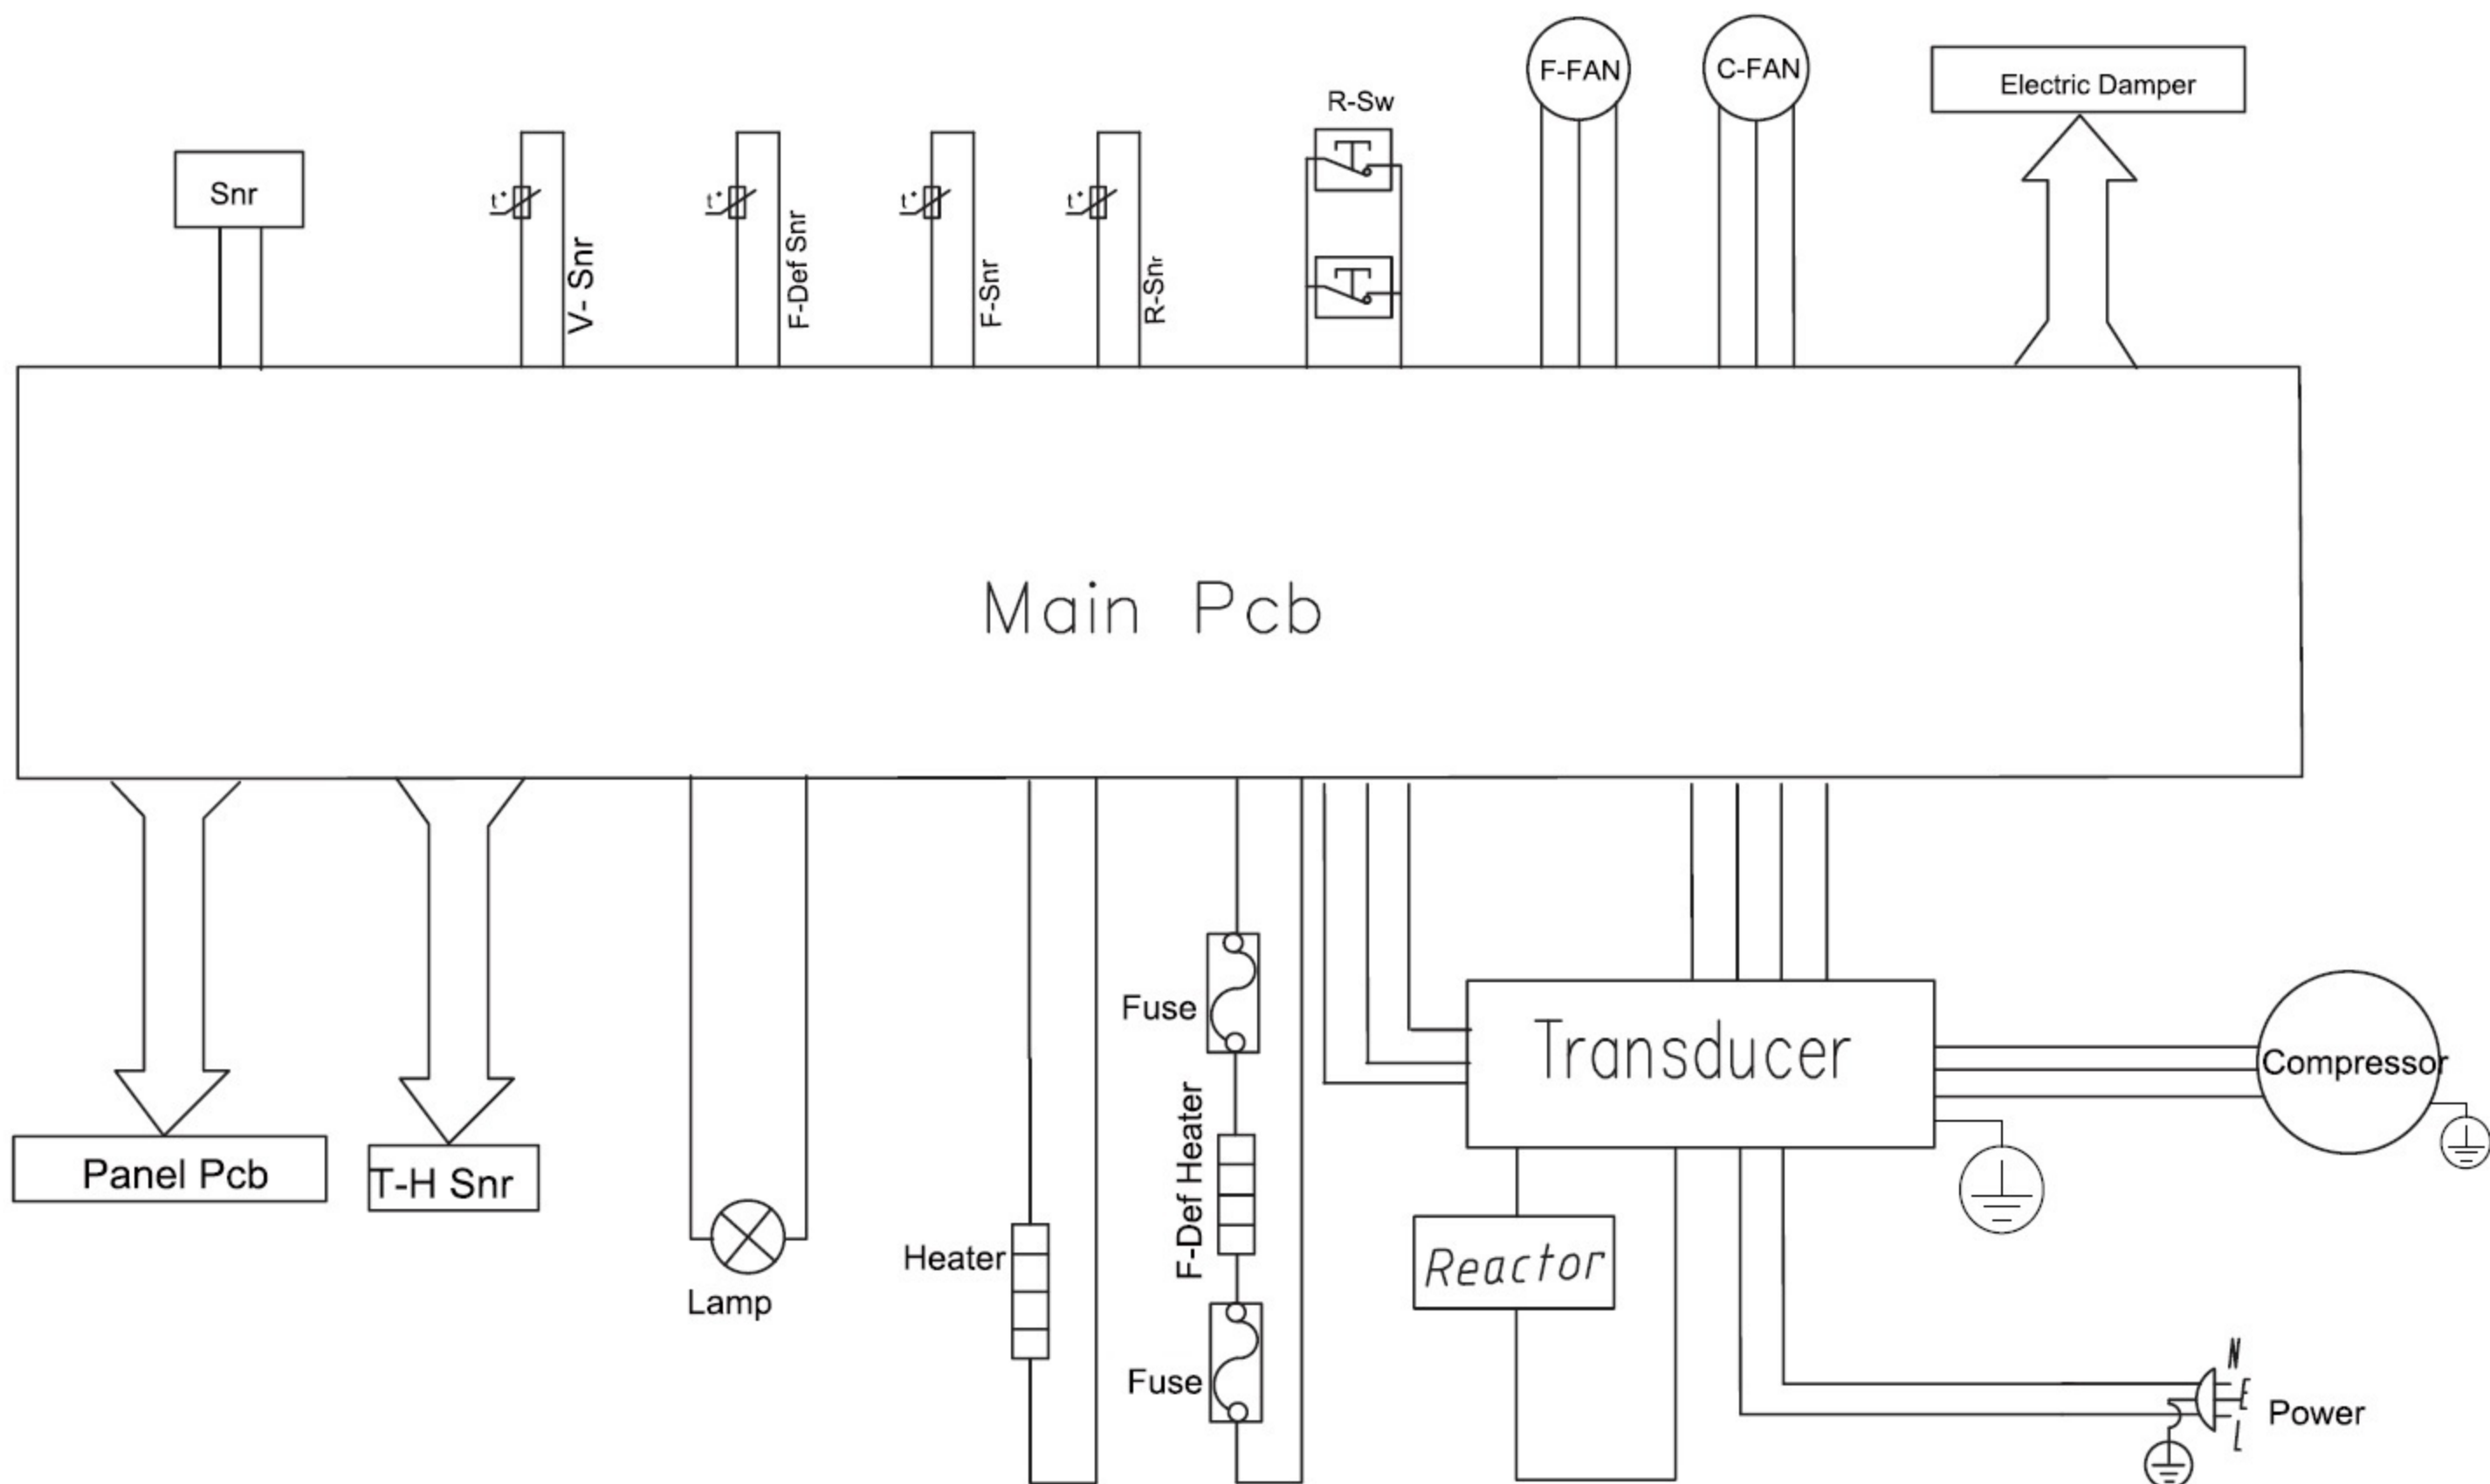 F-FAN
C-FAN
Electric Damper
R-Sw
Snr
t°
V- Snr
t°
F-Def Snr
t°
F-Snr
t°
R-Snr
Main Pcb
Fuse
Transducer
Compressor
Panel Pcb
T-H Snr
F-Def Heater
Heater
Reactor
Lamp
Fuse
N
E
L
Power